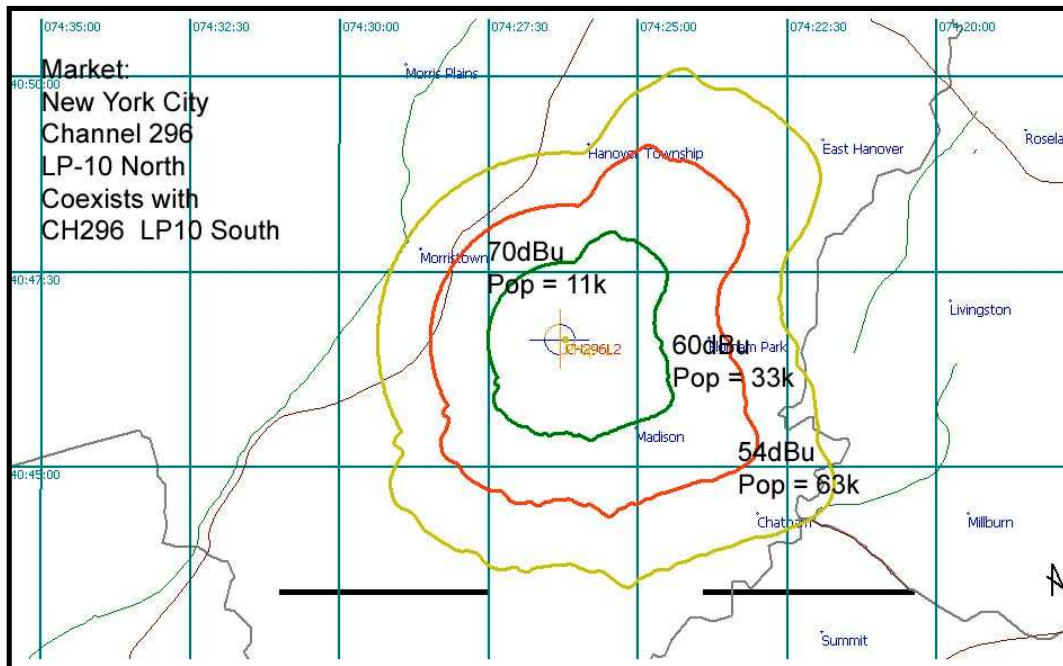 074:35:00 074:32:30 074:30:00 074:27:30 074:25:00 074:22:30 074:20:00
40:50:00
Market:
New York City
Channel 296
LP-10 North
Coexists with
CH296 LP10 South
Morris Plains
Hanover Township
East Hanover
Morristown
70dBu
Pop = 11k
40:47:30
Livingston
CH296L2
60dBu
Pop = 33k
Park
Madison
54dBu
Pop = 63k
40:45:00
Chatham
Millburn
Summit
N